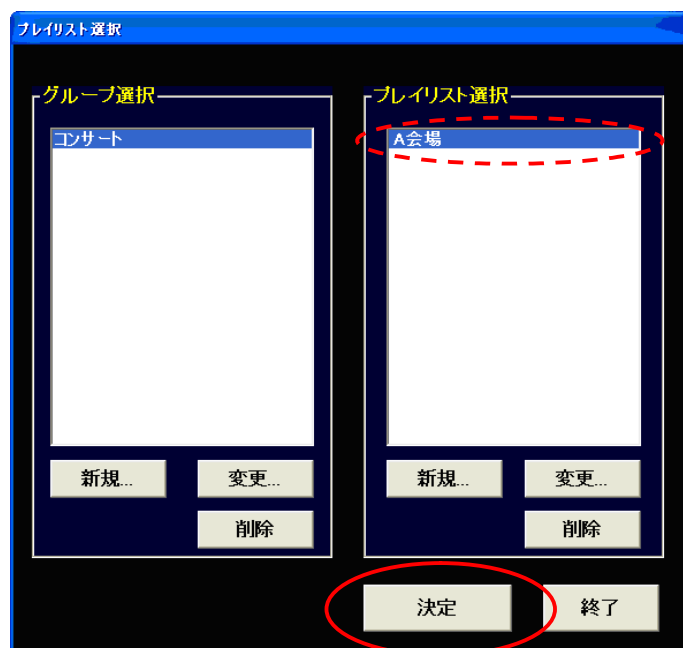 プレイリスト選択
グループ選択
コンサート
新規...
変更...
削除
プレイリスト選択
A会場
新規...
変更...
削除
決定
終了